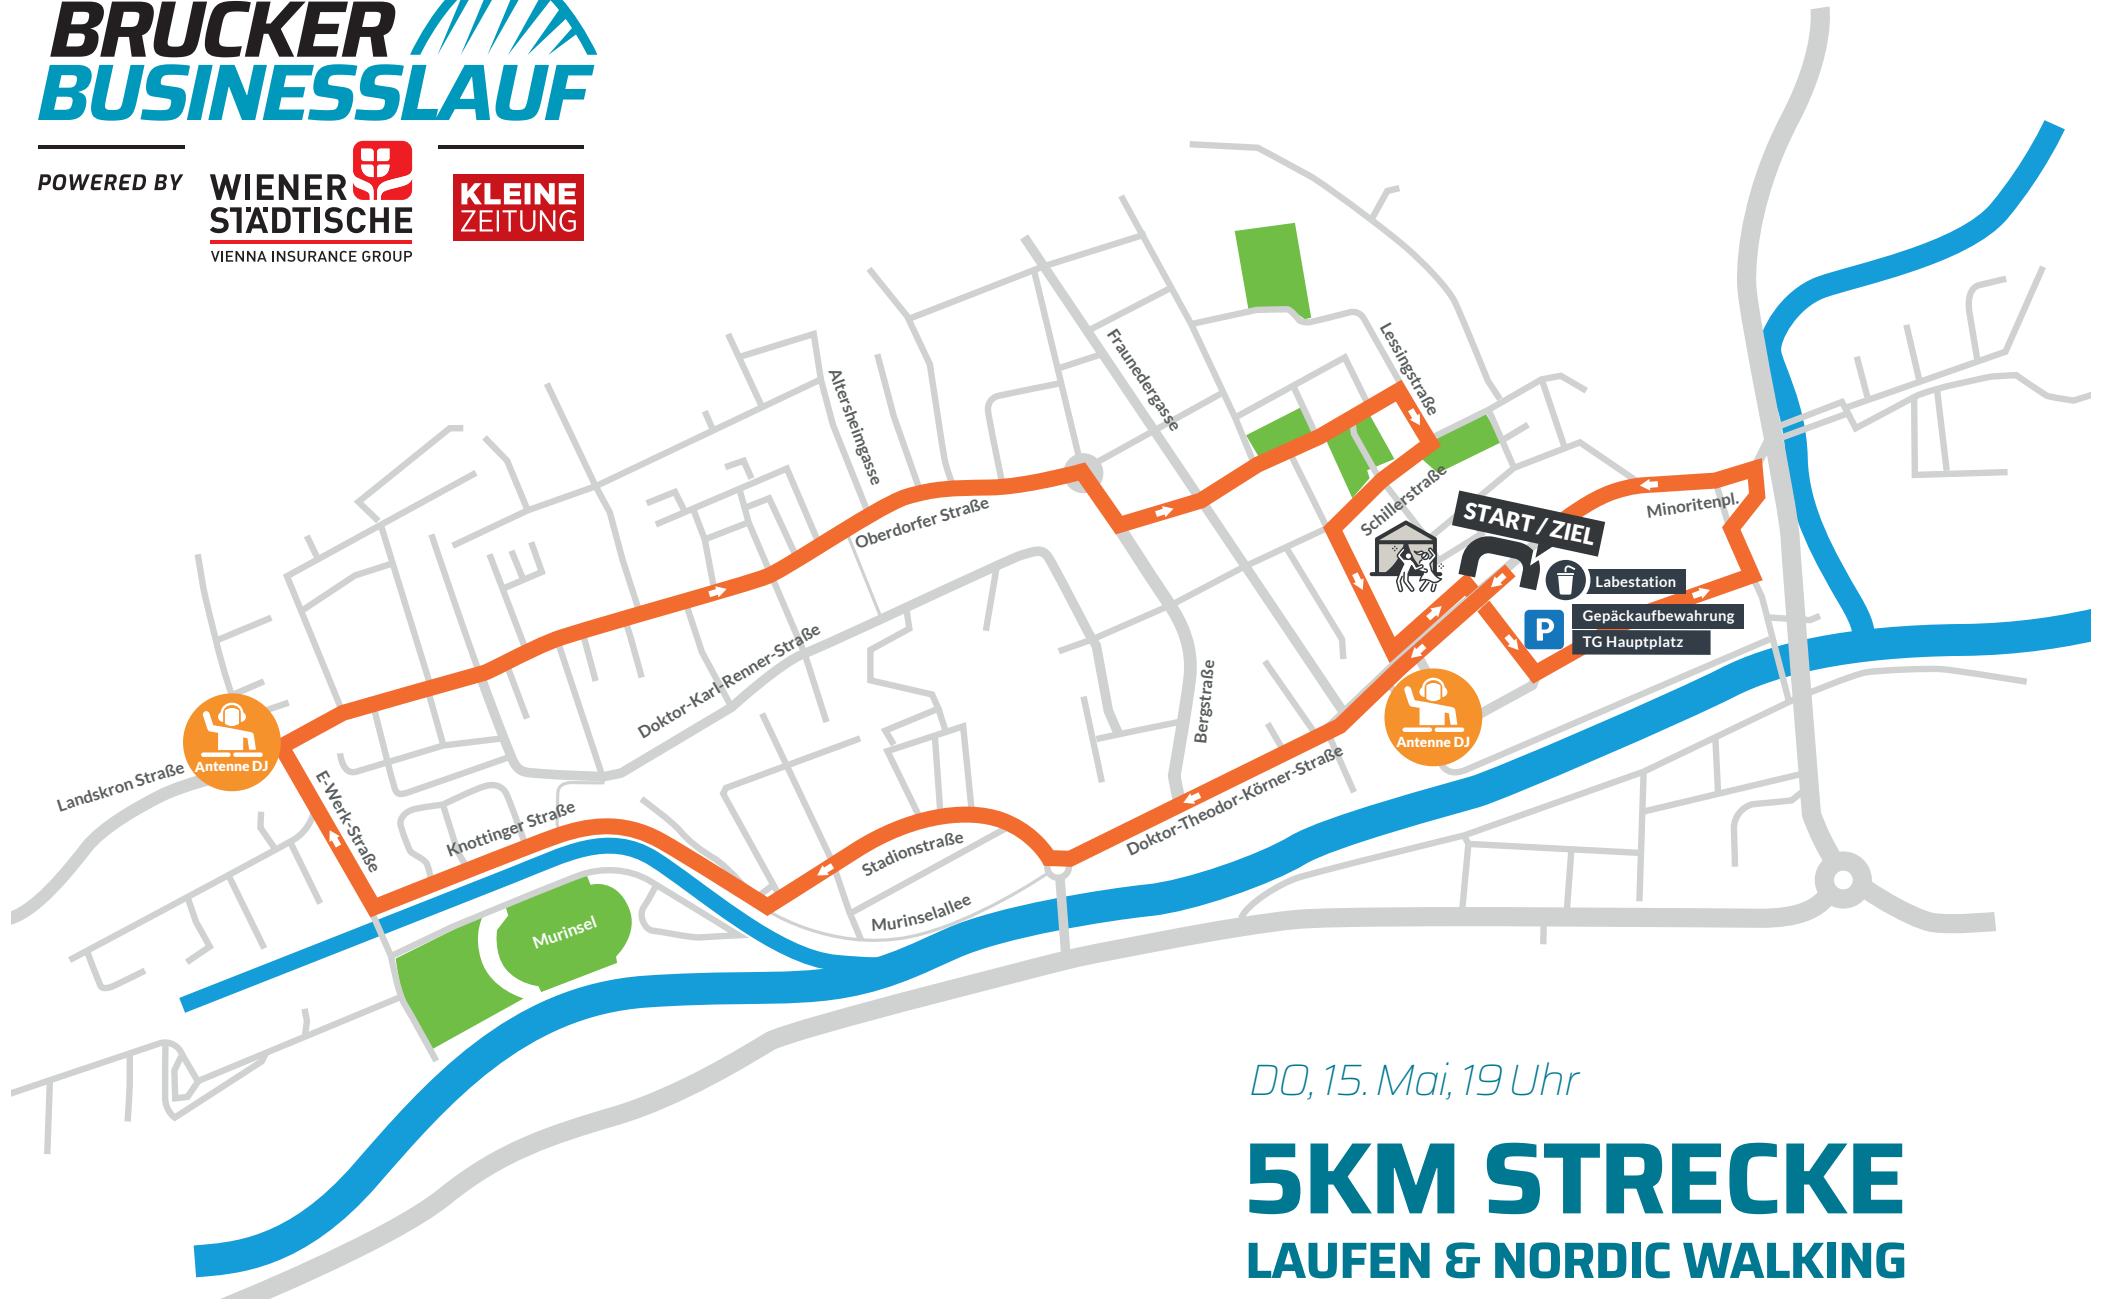 BRUCKER
BUSINESSLAUF
POWERED BY
WIENER
STÄDTISCHE
VIENNA INSURANCE GROUP
KLEINE
ZEITUNG
Lessingstraße
Fraunedergasse
Altersheimgasse
Oberdorfer Straße
Schillerstraße
START / ZIEL
Minoritenpl.
Labestation
P
Gepäckaufbewahrung
TG Hauptplatz
Doktor-Karl-Renner-Straße
Bergstraße
Antenne DJ
Antenne DJ
Landskron Straße
E-Werk-Straße
Knottinger Straße
Doktor-Theodor-Körner-Straße
Stadionstraße
Murinselallee
Murinsel
DO, 15. Mai, 19 Uhr
5KM STRECKE
LAUFEN & NORDIC WALKING